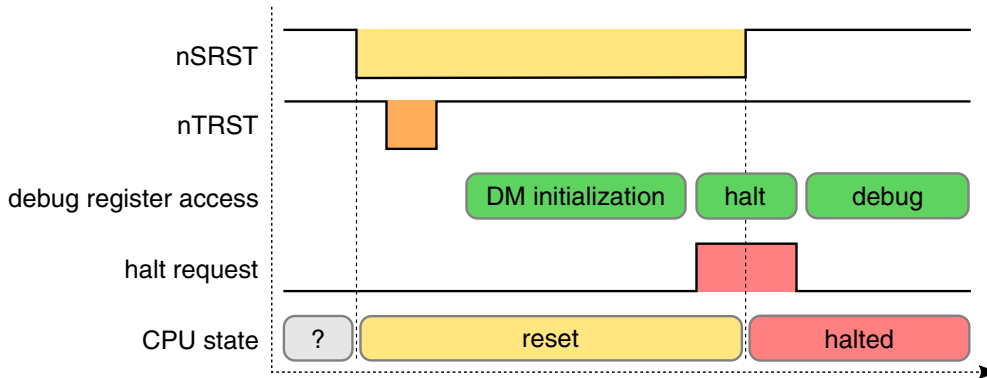 nSRST
nTRST
debug register access
DM initialization
halt
debug
halt request
CPU state
?
reset
halted